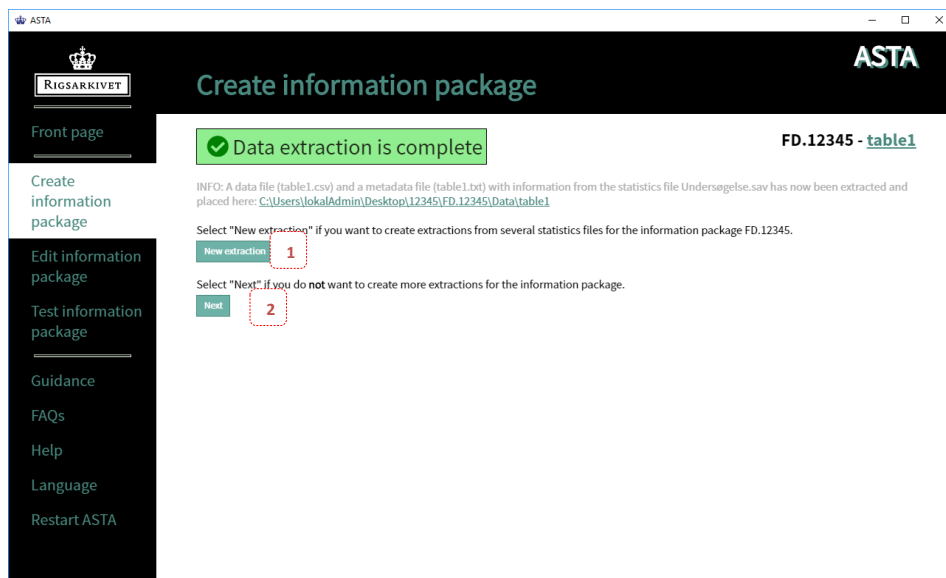 ASTA
RIGSARKIVET
ASTA
Create information package
Front page
Create
information
package
Edit information
package
Test information
package
Guidance
FAQs
Help
Language
Restart ASTA
Data extraction is complete
FD.12345 - table1
INFO: A data file (table1.csv) and a metadata file (table1.txt) with information from the statistics file Undersøgelse.sav has now been extracted and
placed here: C:\Users\lokalAdmin\Desktop\12345\FD.12345\Data\table1
Select "New extraction" if you want to create extractions from several statistics files for the information package FD.12345.
New extraction
1
Select "Next" if you do not want to create more extractions for the information package.
Next
2